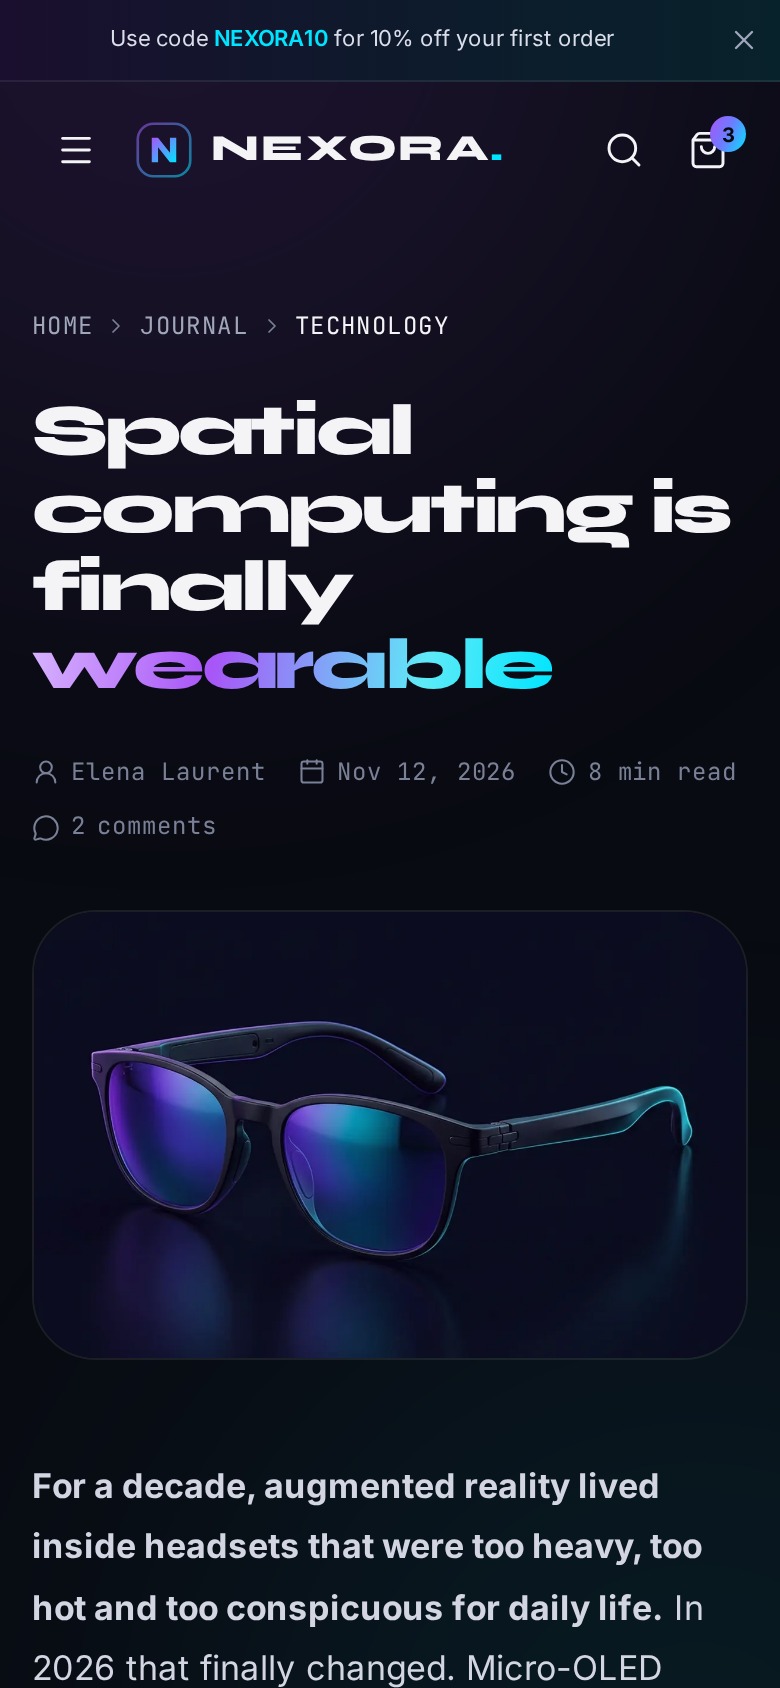 Use code NEXORA10 for 10% off your first order
N NEXORA. 3
HOME > JOURNAL > TECHNOLOGY
Spatial
computing is
finally
wearable
Elena Laurent Nov 12, 2026 8 min read
2 comments
For a decade, augmented reality lived
inside headsets that were too heavy, too
hot and too conspicuous for daily life. In
2026 that finally changed. Micro-OLED